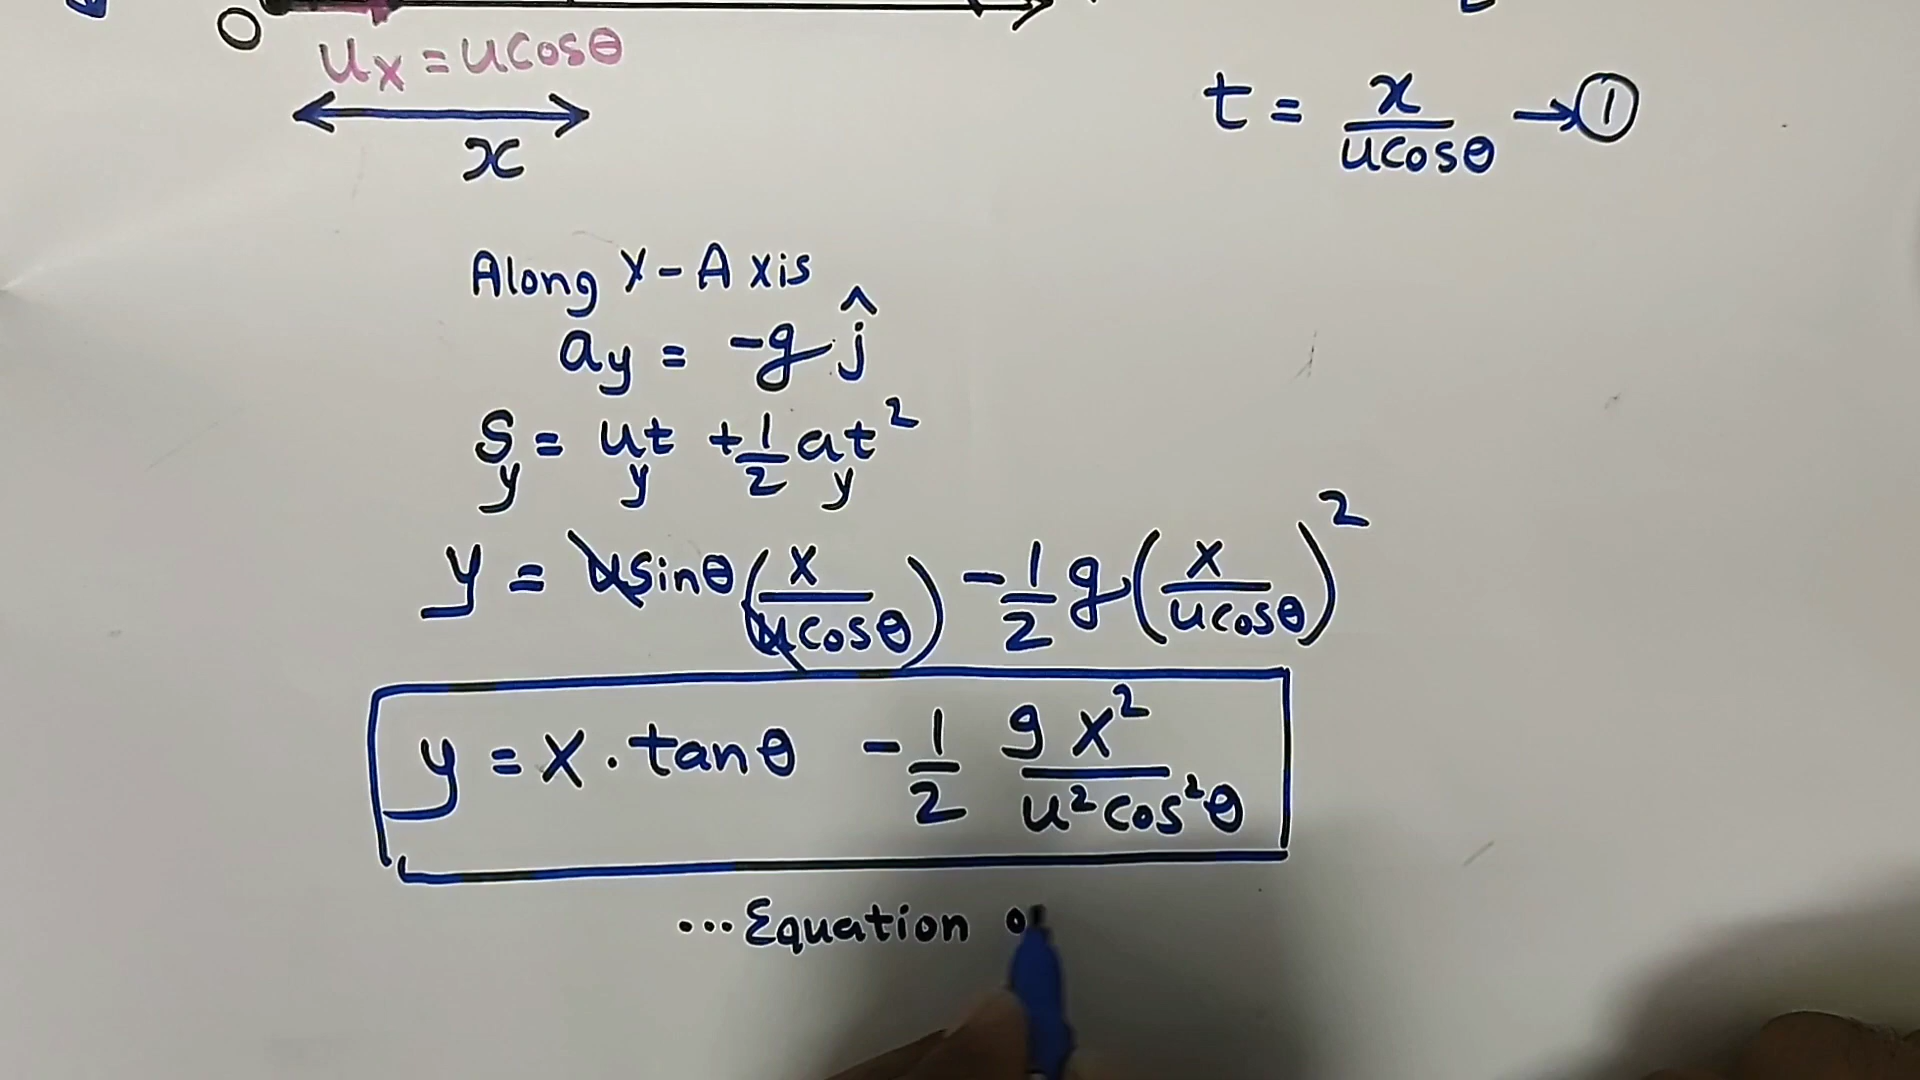 O
uₓ = ucosθ
x
t = x/ucosθ → ①
Along Y-Axis
ay = -g ĵ
Sy = uyt + 1/2 ayt²
y = usinθ(x/ucosθ) - 1/2 g(x/ucosθ)²
y = x · tanθ - 1/2 gx²/u²cos²θ
...Equation o